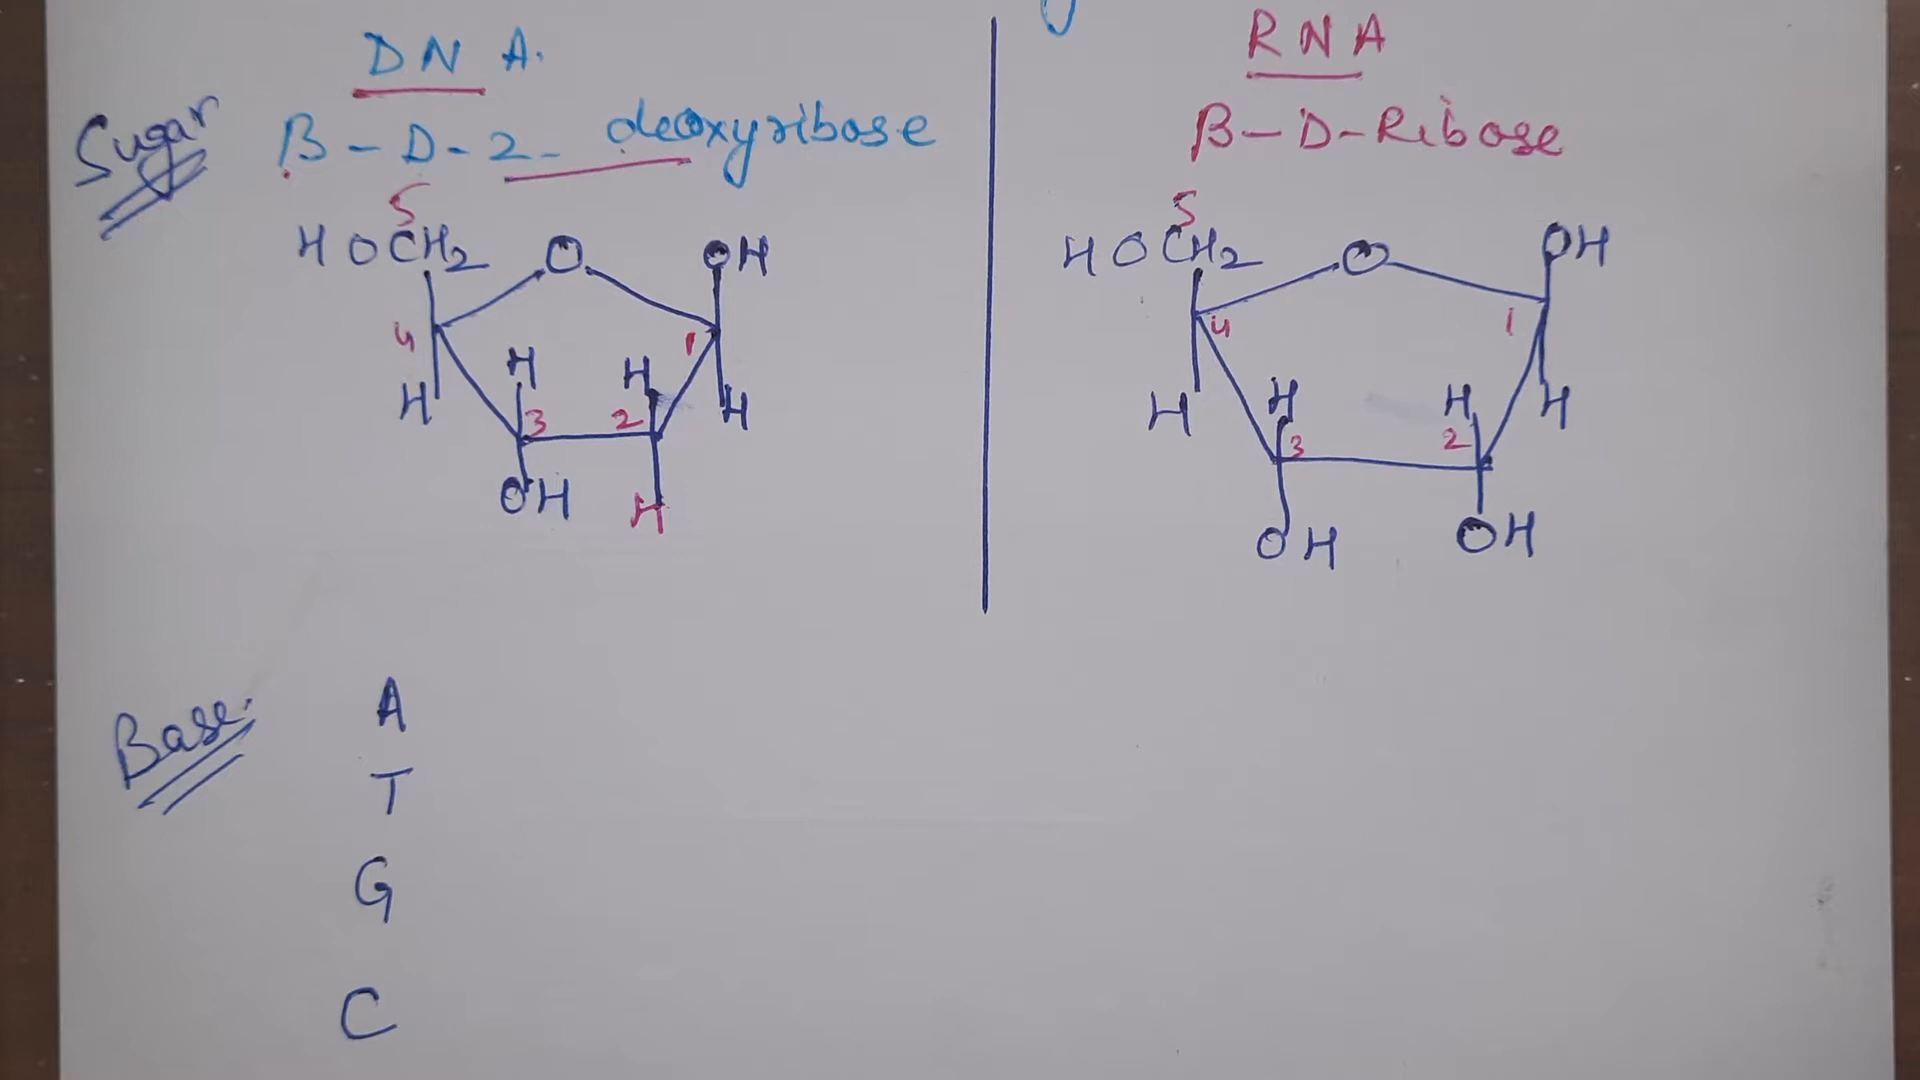 DNA.
RNA
Sugar
B-D-2-deoxyribose
B-D-Ribose
5
HOCH2 O OH
4 1
H H H H
3 2
OH H
5
HOCH2 O OH
4 1
H H H H
3 2
OH OH
Base.
A
T
G
C